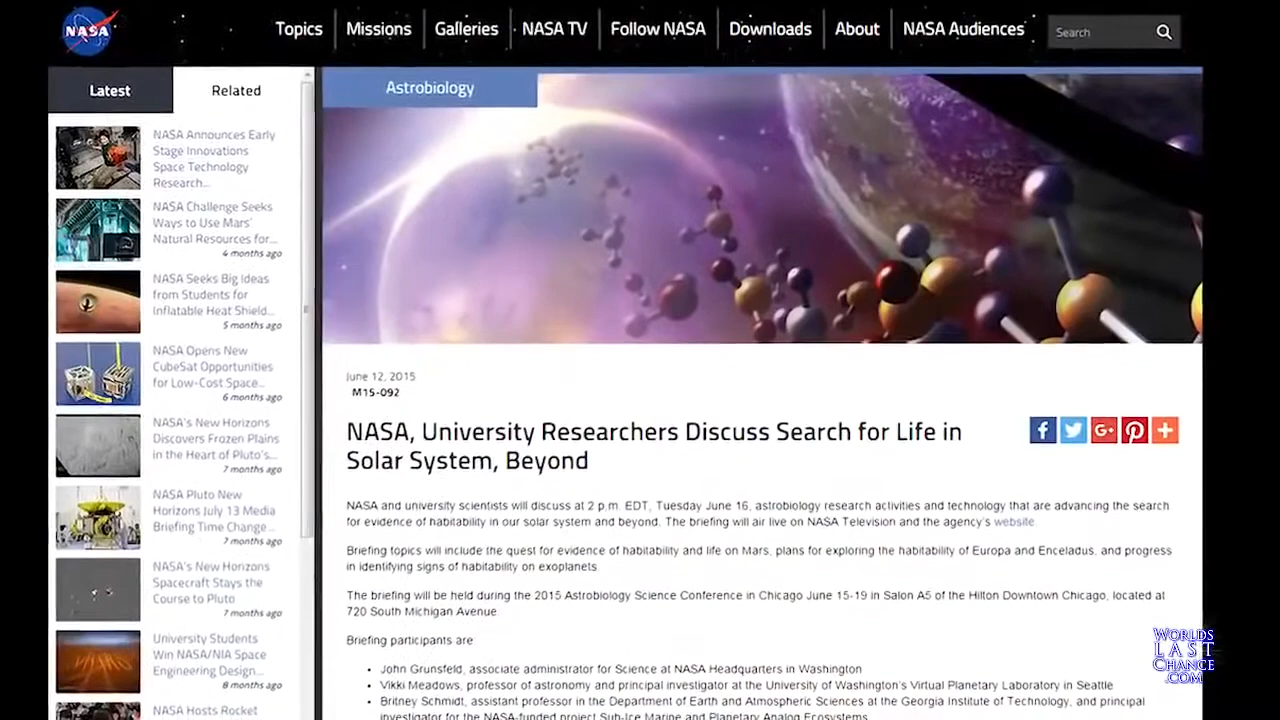 NASA
Topics
Missions
Galleries
NASA TV
Follow NASA
Downloads
About
NASA Audiences
Search
Latest
Related
NASA Announces Early
Stage Innovations
Space Technology
Research...
NASA Challenge Seeks
Ways to Use Mars'
Natural Resources for...
4 months ago
NASA Seeks Big Ideas
from Students for
Inflatable Heat Shield...
5 months ago
NASA Opens New
CubeSat Opportunities
for Low-Cost Space...
6 months ago
NASA's New Horizons
Discovers Frozen Plains
in the Heart of Pluto's...
7 months ago
NASA Pluto New
Horizons July 13 Media
Briefing Time Change...
7 months ago
NASA's New Horizons
Spacecraft Stays the
Course to Pluto
7 months ago
University Students
Win NASA/NIA Space
Engineering Design...
8 months ago
NASA Hosts Rocket
Astrobiology
June 12, 2015
M15-092
NASA, University Researchers Discuss Search for Life in
Solar System, Beyond
NASA and university scientists will discuss at 2 p.m. EDT, Tuesday June 16, astrobiology research activities and technology that are advancing the search
for evidence of habitability in our solar system and beyond. The briefing will air live on NASA Television and the agency's website.
Briefing topics will include the quest for evidence of habitability and life on Mars, plans for exploring the habitability of Europa and Enceladus, and progress
in identifying signs of habitability on exoplanets.
The briefing will be held during the 2015 Astrobiology Science Conference in Chicago June 15-19 in Salon A5 of the Hilton Downtown Chicago, located at
720 South Michigan Avenue.
Briefing participants are
• John Grunsfeld, associate administrator for Science at NASA Headquarters in Washington
• Vikki Meadows, professor of astronomy and principal investigator at the University of Washington's Virtual Planetary Laboratory in Seattle
• Britney Schmidt, assistant professor in the Department of Earth and Atmospheric Sciences at the Georgia Institute of Technology, and principal
investigator for the NASA-funded project Sub-Ice Marine and Planetary Analog Ecosystems
WORLDS
LAST
CHANCE
.COM